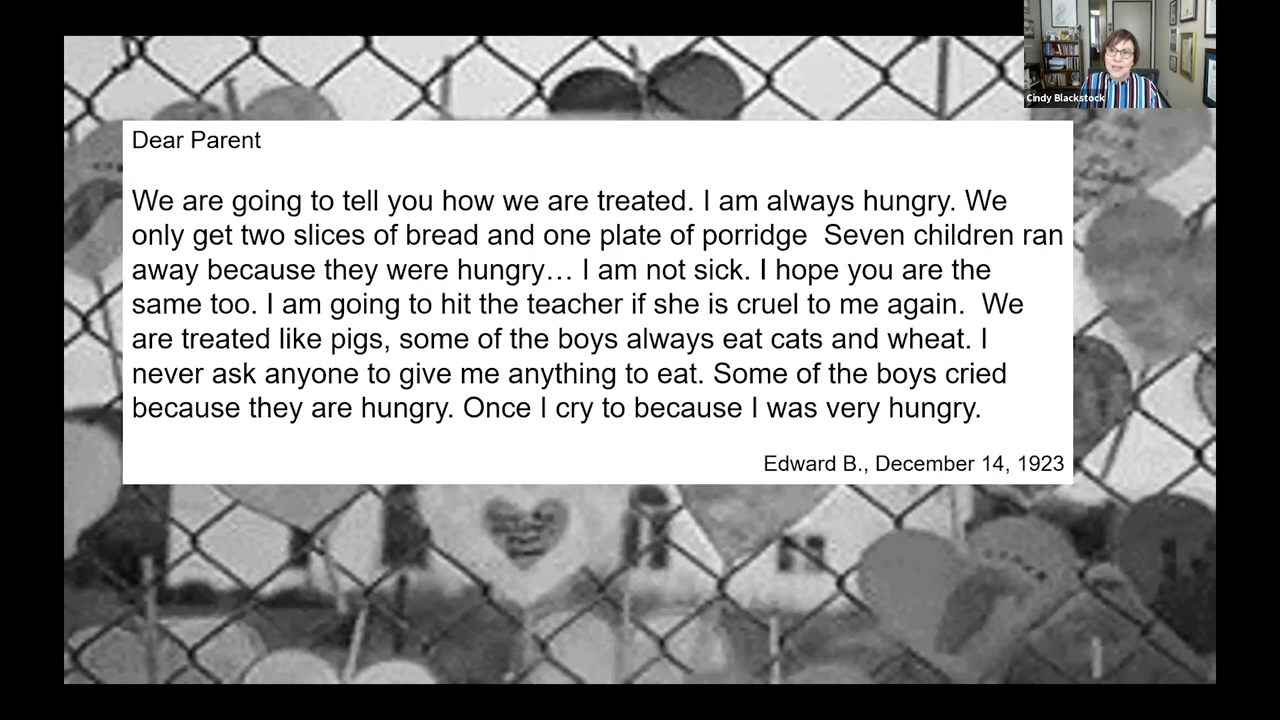 Cindy Blackstock
Dear Parent
We are going to tell you how we are treated. I am always hungry. We
only get two slices of bread and one plate of porridge  Seven children ran
away because they were hungry… I am not sick. I hope you are the
same too. I am going to hit the teacher if she is cruel to me again.  We
are treated like pigs, some of the boys always eat cats and wheat. I
never ask anyone to give me anything to eat. Some of the boys cried
because they are hungry. Once I cry to because I was very hungry.
Edward B., December 14, 1923